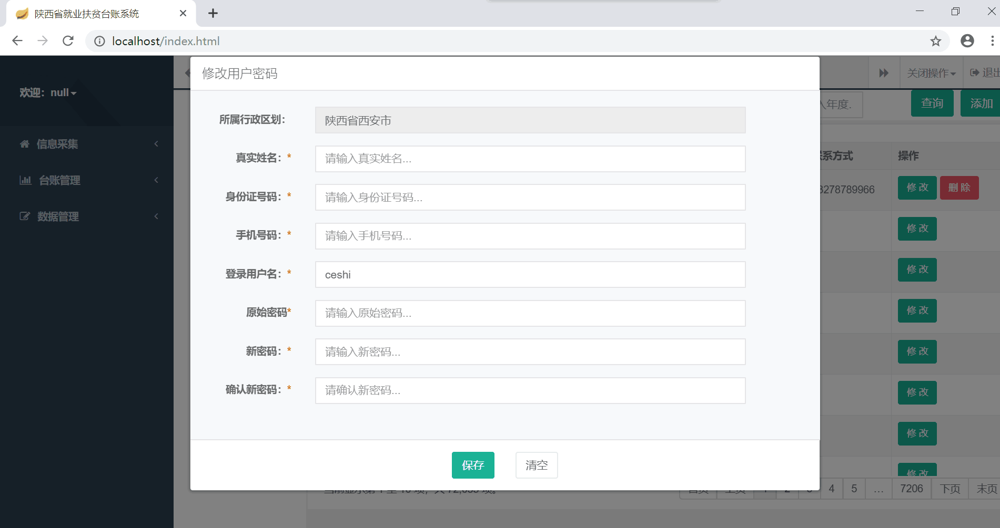 陕西省就业扶贫台账系统
localhost/index.html
修改用户密码
关闭操作
退出
欢迎：null
信息采集
台账管理
数据管理
所属行政区划：
陕西省西安市
真实姓名：*
请输入真实姓名...
身份证号码：*
请输入身份证号码...
手机号码：*
请输入手机号码...
登录用户名：*
ceshi
原始密码*
请输入原始密码...
新密码：*
请输入新密码...
确认新密码：*
请确认新密码...
保存
清空
年度.
查询
添加
系方式
操作
3278789966
修改
删除
修改
修改
修改
修改
修改
修改
修改
4
5
...
7206
下页
末页